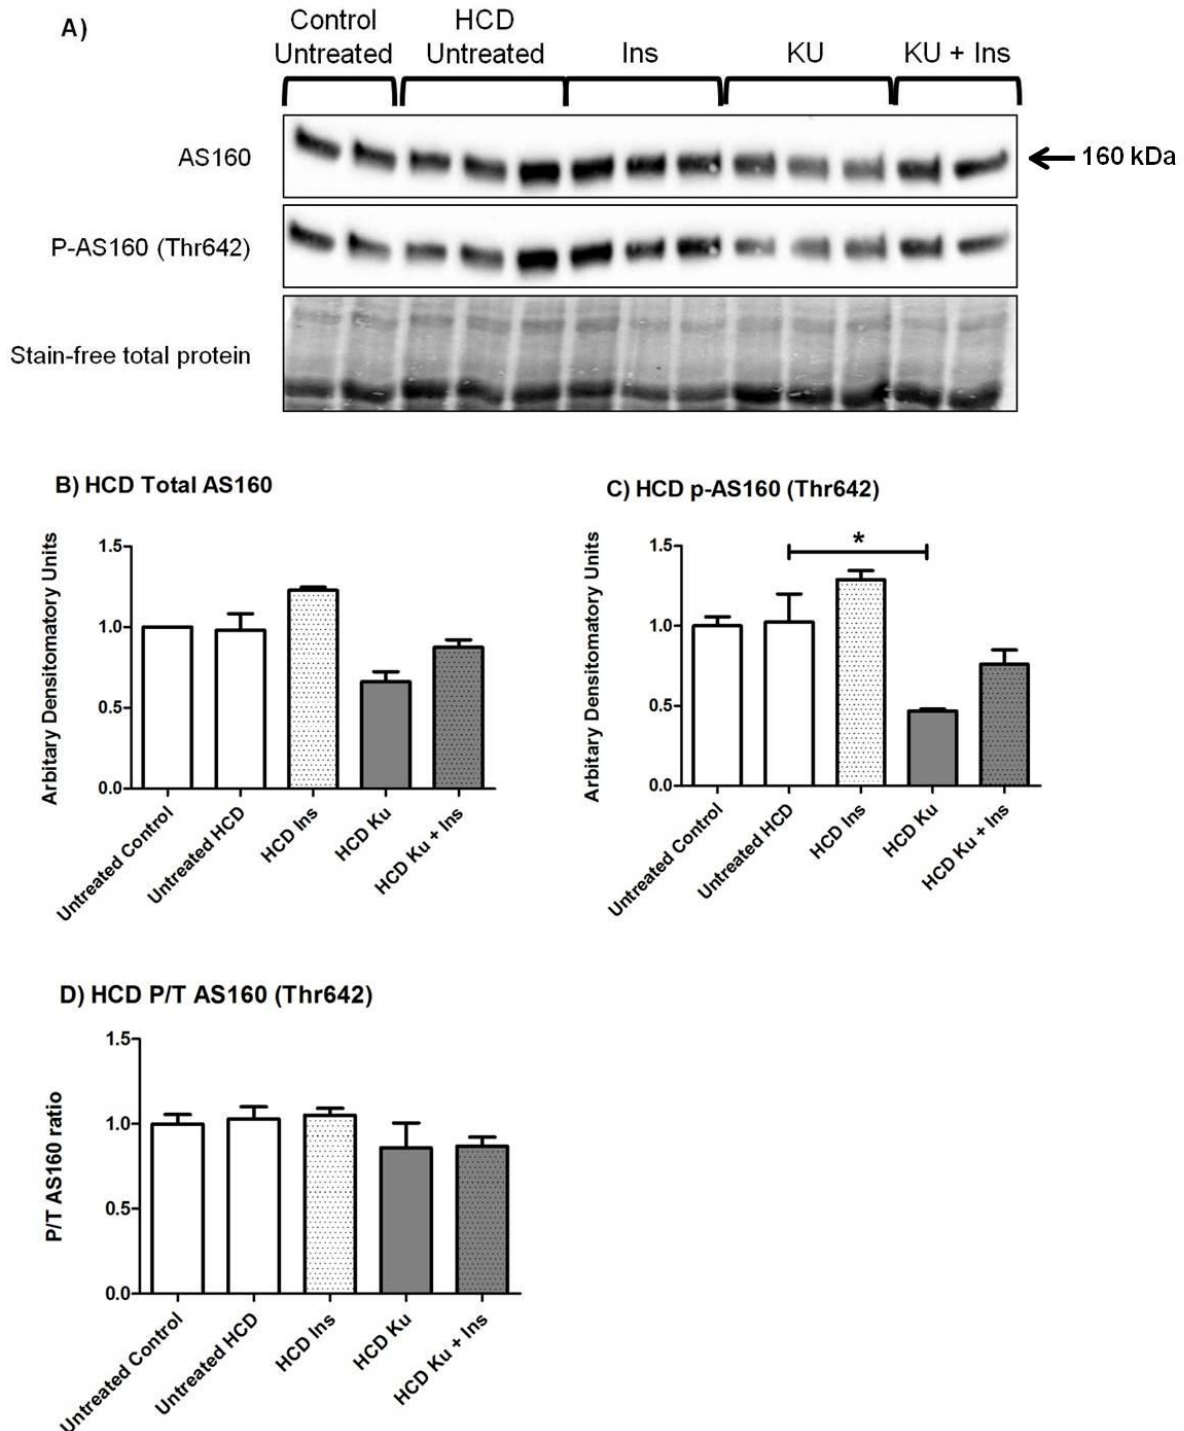 A)
Control
Untreated
HCD
Untreated
Ins
KU
KU + Ins
AS160
160 kDa
P-AS160 (Thr642)
Stain-free total protein
B) HCD Total AS160
Arbitary Densitomatory Units
1.5
1.0
0.5
0.0
Untreated Control
Untreated HCD
HCD Ins
HCD Ku
HCD Ku + Ins
C) HCD p-AS160 (Thr642)
Arbitary Densitomatory Units
1.5
1.0
0.5
0.0
*
Untreated Control
Untreated HCD
HCD Ins
HCD Ku
HCD Ku + Ins
D) HCD P/T AS160 (Thr642)
P/T AS160 ratio
1.5
1.0
0.5
0.0
Untreated Control
Untreated HCD
HCD Ins
HCD Ku
HCD Ku + Ins